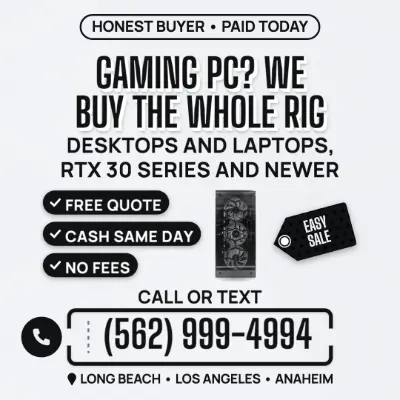 HONEST BUYER • PAID TODAY
GAMING PC? WE
BUY THE WHOLE RIG
DESKTOPS AND LAPTOPS,
RTX 30 SERIES AND NEWER
FREE QUOTE
CASH SAME DAY
NO FEES
EASY
SALE
CALL OR TEXT
(562) 999-4994
LONG BEACH • LOS ANGELES • ANAHEIM